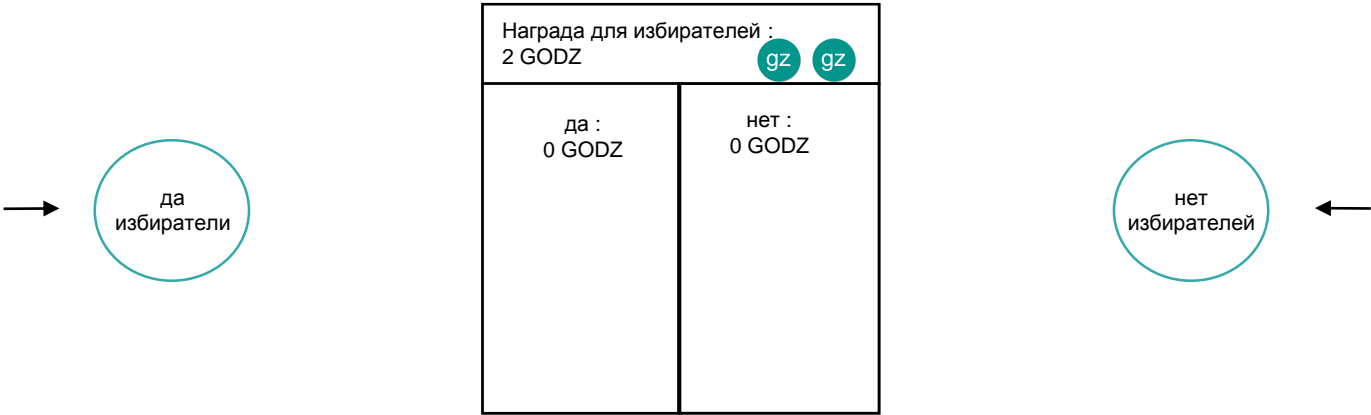 Награда для избирателей :
2 GODZ
gz gz
да :
0 GODZ
нет :
0 GODZ
да
избиратели
нет
избирателей